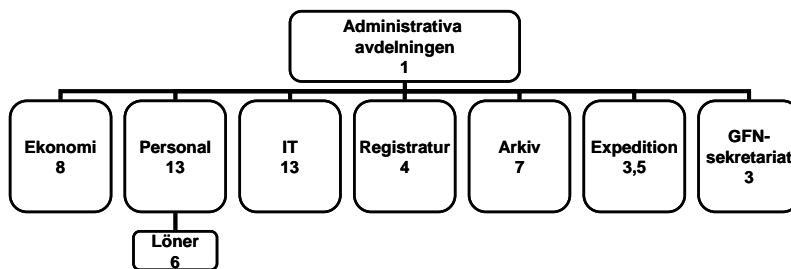 Administrativa
avdelningen
1
Ekonomi
8
Personal
13
IT
13
Registratur
4
Arkiv
7
Expedition
3,5
GFN-
sekretariat
3
Löner
6